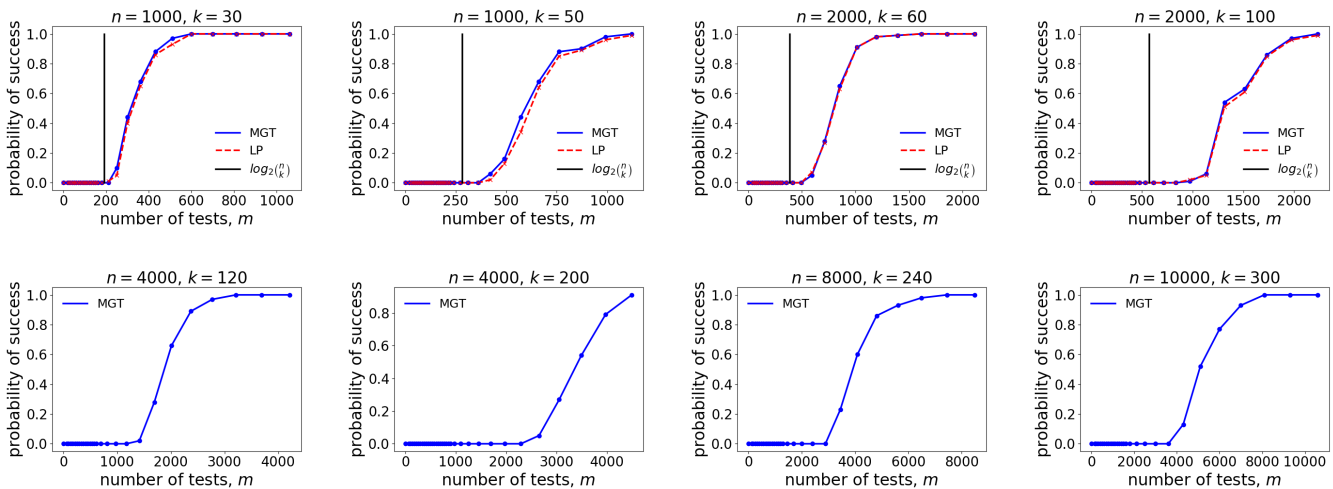 n = 1000, k = 30
probability of success
1.0
0.8
0.6
0.4
0.2
0.0
MGT
LP
log₂(n k)
0 200 400 600 800 1000
number of tests, m
n = 1000, k = 50
probability of success
1.0
0.8
0.6
0.4
0.2
0.0
MGT
LP
log₂(n k)
0 250 500 750 1000
number of tests, m
n = 2000, k = 60
probability of success
1.0
0.8
0.6
0.4
0.2
0.0
MGT
LP
log₂(n k)
0 500 1000 1500 2000
number of tests, m
n = 2000, k = 100
probability of success
1.0
0.8
0.6
0.4
0.2
0.0
MGT
LP
log₂(n k)
0 500 1000 1500 2000
number of tests, m
n = 4000, k = 120
probability of success
1.0
0.8
0.6
0.4
0.2
0.0
MGT
0 1000 2000 3000 4000
number of tests, m
n = 4000, k = 200
probability of success
0.8
0.6
0.4
0.2
0.0
MGT
0 1000 2000 3000 4000
number of tests, m
n = 8000, k = 240
probability of success
1.0
0.8
0.6
0.4
0.2
0.0
MGT
0 2000 4000 6000 8000
number of tests, m
n = 10000, k = 300
probability of success
1.0
0.8
0.6
0.4
0.2
0.0
MGT
0 2000 4000 6000 8000 10000
number of tests, m